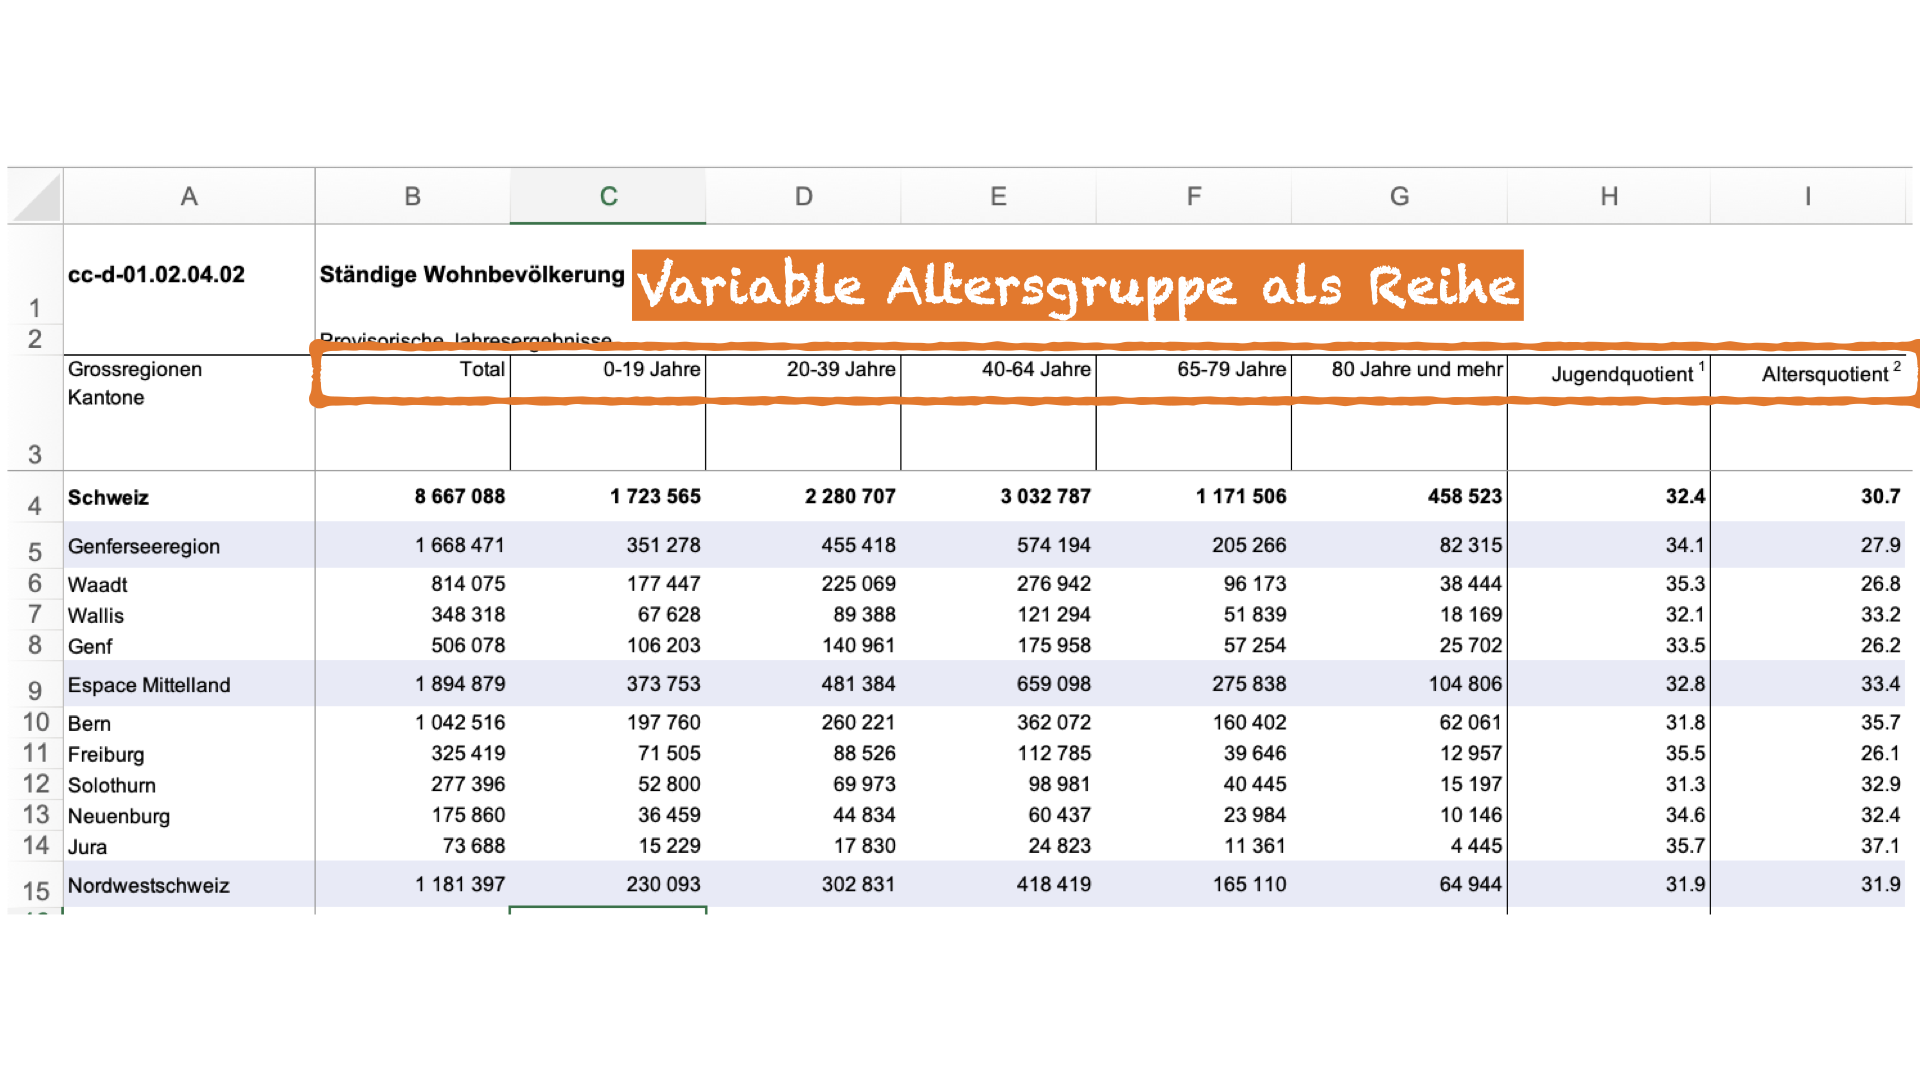 A B C D E F G H I
1 cc-d-01.02.04.02 Ständige Wohnbevölkerung Variable Altersgruppe als Reihe
2 Provisorische Jahresergebnisse
3 Grossregionen Total 0-19 Jahre 20-39 Jahre 40-64 Jahre 65-79 Jahre 80 Jahre und mehr Jugendquotient ¹ Altersquotient ²
Kantone
4 Schweiz 8 667 088 1 723 565 2 280 707 3 032 787 1 171 506 458 523 32.4 30.7
5 Genferseeregion 1 668 471 351 278 455 418 574 194 205 266 82 315 34.1 27.9
6 Waadt 814 075 177 447 225 069 276 942 96 173 38 444 35.3 26.8
7 Wallis 348 318 67 628 89 388 121 294 51 839 18 169 32.1 33.2
8 Genf 506 078 106 203 140 961 175 958 57 254 25 702 33.5 26.2
9 Espace Mittelland 1 894 879 373 753 481 384 659 098 275 838 104 806 32.8 33.4
10 Bern 1 042 516 197 760 260 221 362 072 160 402 62 061 31.8 35.7
11 Freiburg 325 419 71 505 88 526 112 785 39 646 12 957 35.5 26.1
12 Solothurn 277 396 52 800 69 973 98 981 40 445 15 197 31.3 32.9
13 Neuenburg 175 860 36 459 44 834 60 437 23 984 10 146 34.6 32.4
14 Jura 73 688 15 229 17 830 24 823 11 361 4 445 35.7 37.1
15 Nordwestschweiz 1 181 397 230 093 302 831 418 419 165 110 64 944 31.9 31.9